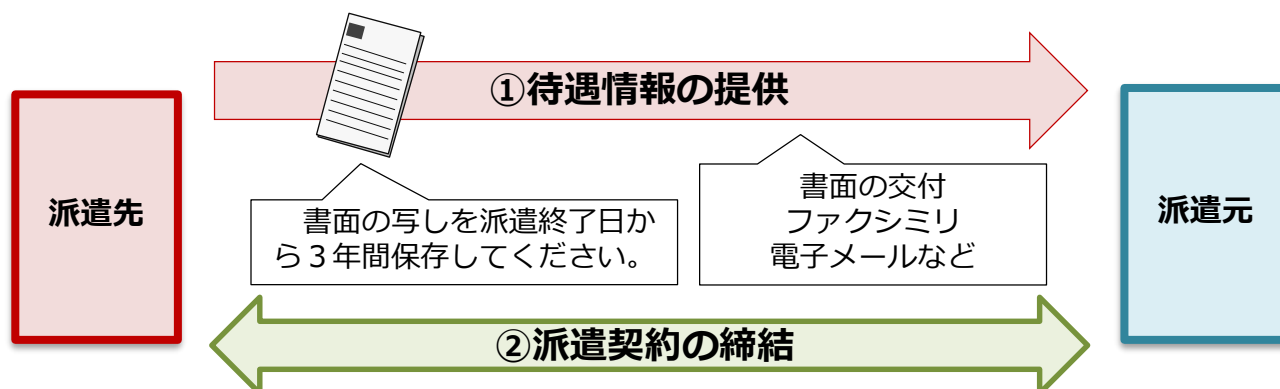 ①待遇情報の提供
派遣先
書面の写しを派遣終了日か
ら３年間保存してください。
書面の交付
ファクシミリ
電子メールなど
派遣元
②派遣契約の締結